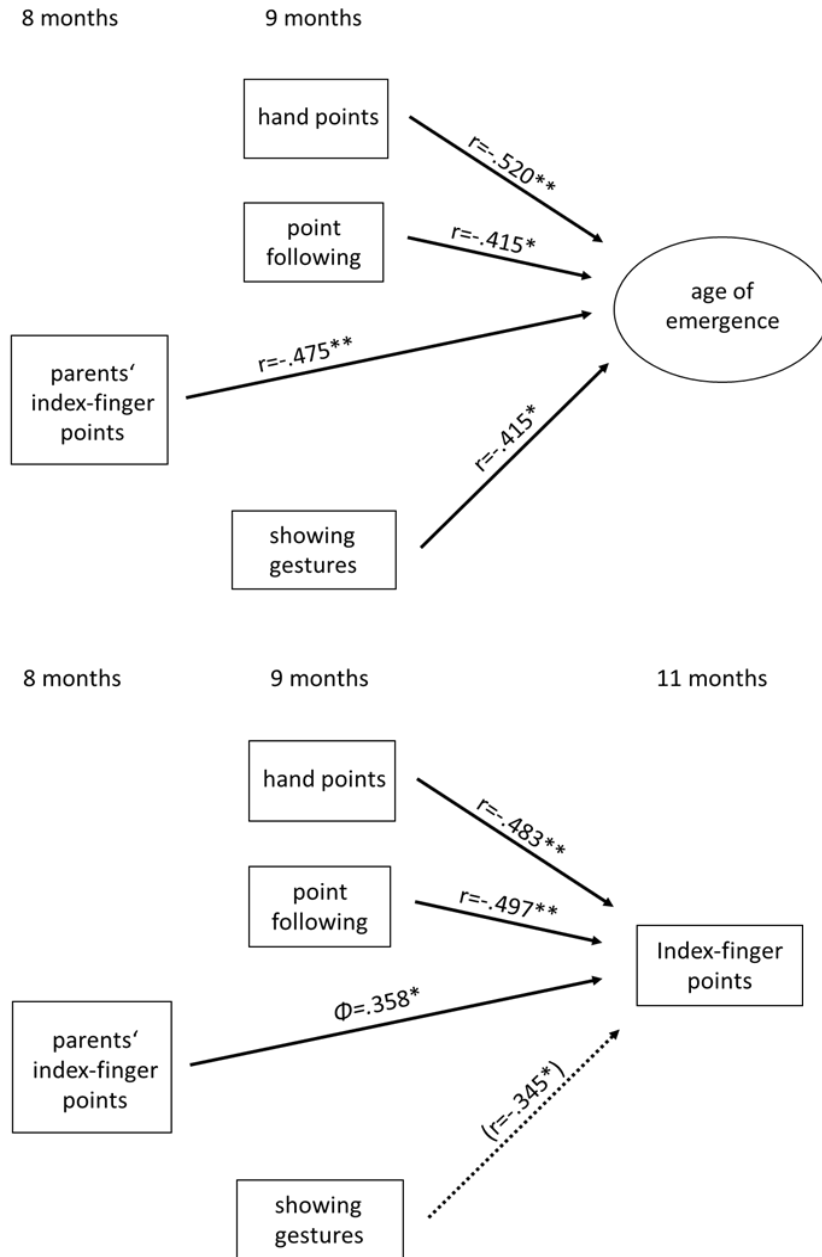 8 months
9 months
hand points
r=-.520**
point
following
r=-.415*
age of
emergence
parents‘
index-finger
points
r=-.475**
r=-.415*
showing
gestures
8 months
9 months
11 months
hand points
r=-.483**
point
following
r=-.497**
Index-finger
points
parents‘
index-finger
points
Φ=.358*
(r=-.345*)
showing
gestures